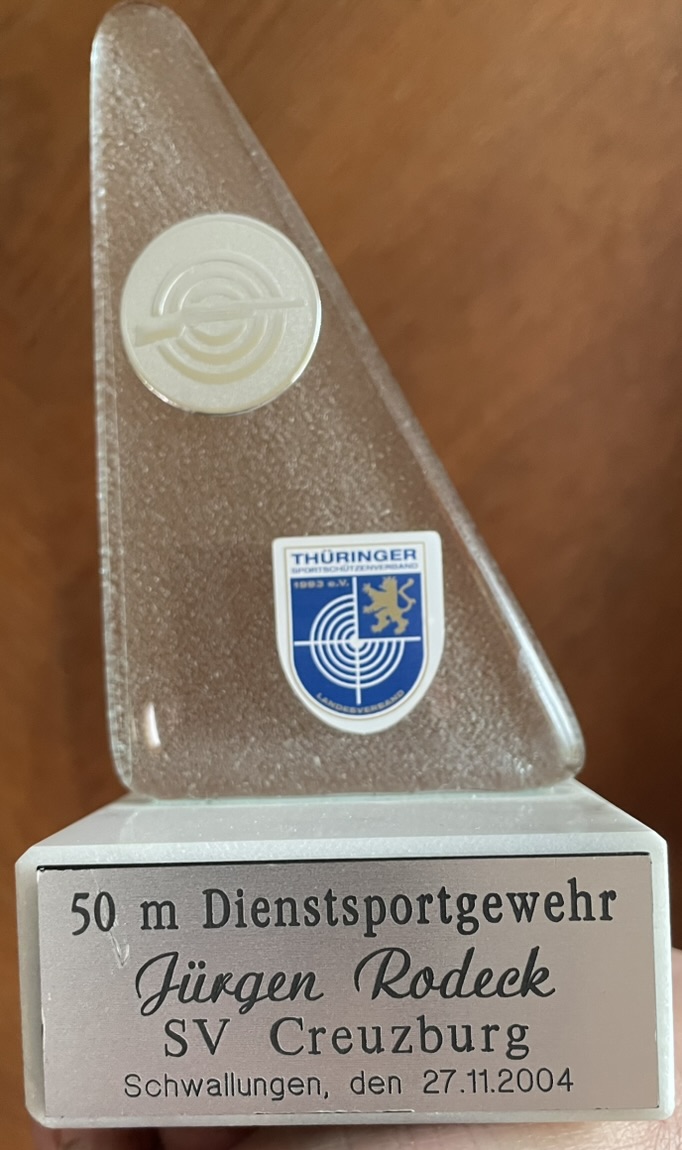 THÜRINGER
SPORTSCHÜTZENVERBAND
1993 e.V.
LANDESVERBAND
50 m Dienstsportgewehr
Jürgen Rodeck
SV Creuzburg
Schwallungen, den 27.11.2004